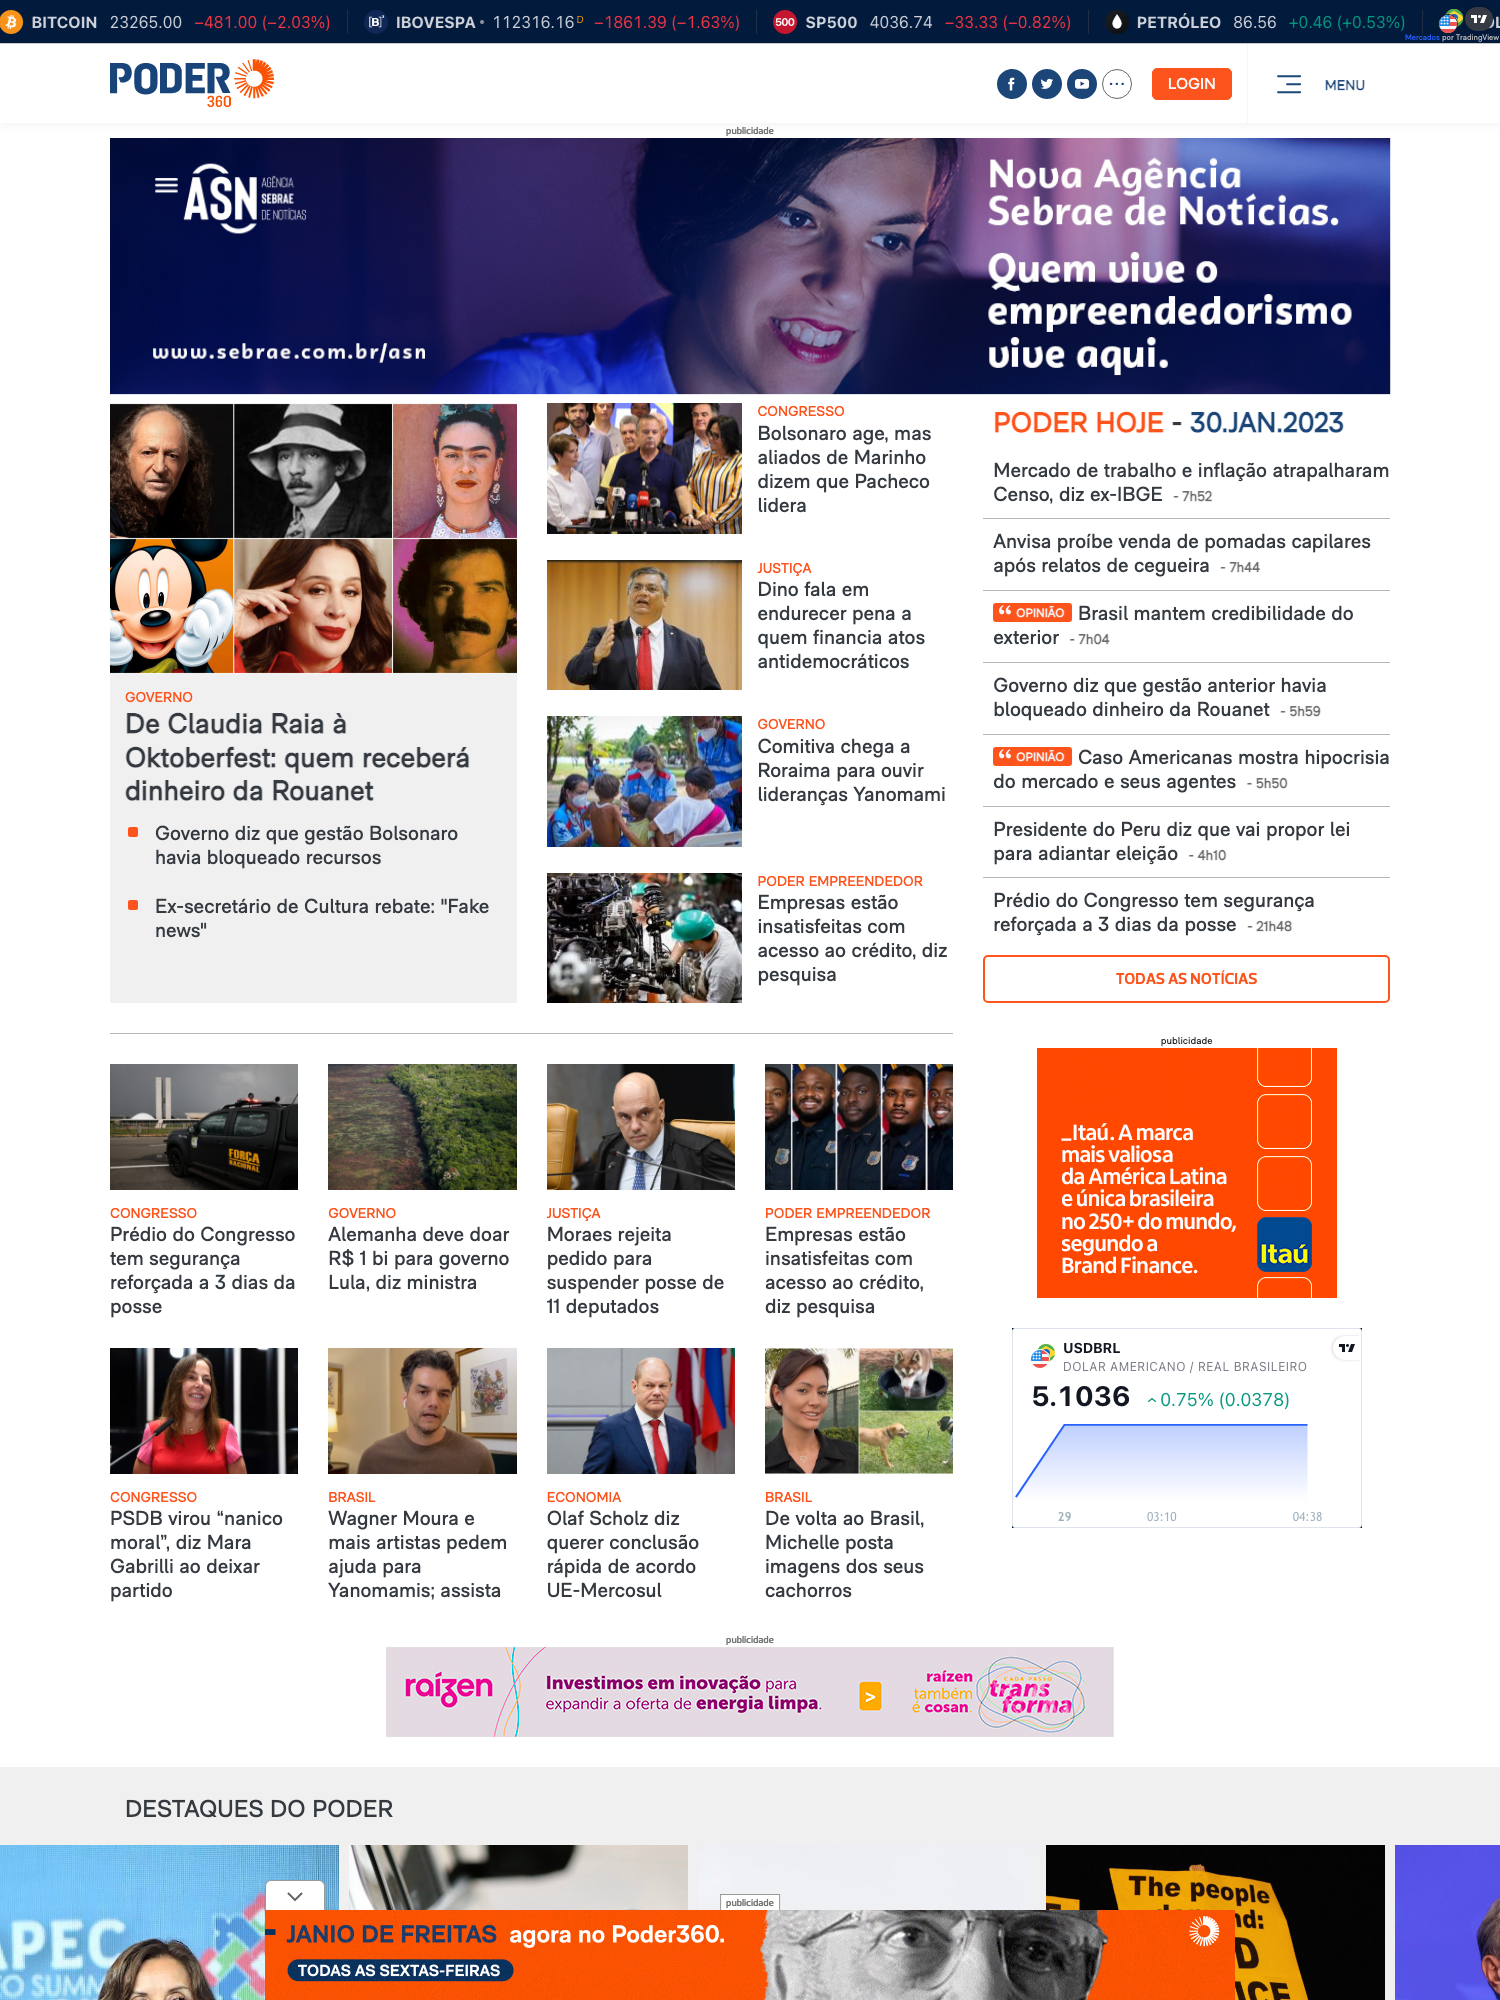 BITCOIN 23265.00 −481.00 (−2.03%) IBOVESPA 112316.16 D −1861.39 (−1.63%) 500 SP500 4036.74 −33.33 (−0.82%) PETRÓLEO 86.56 +0.46 (+0.53%)
Mercados por TradingView
PODER
360
LOGIN
MENU
publicidade
ASN AGÊNCIA
SEBRAE
DE NOTÍCIAS
www.sebrae.com.br/asn
Nova Agência
Sebrae de Notícias.
Quem vive o
empreendedorismo
vive aqui.
GOVERNO
De Claudia Raia à
Oktoberfest: quem receberá
dinheiro da Rouanet
Governo diz que gestão Bolsonaro
havia bloqueado recursos
Ex-secretário de Cultura rebate: "Fake
news"
CONGRESSO
Bolsonaro age, mas
aliados de Marinho
dizem que Pacheco
lidera
JUSTIÇA
Dino fala em
endurecer pena a
quem financia atos
antidemocráticos
GOVERNO
Comitiva chega a
Roraima para ouvir
lideranças Yanomami
PODER EMPREENDEDOR
Empresas estão
insatisfeitas com
acesso ao crédito, diz
pesquisa
PODER HOJE - 30.JAN.2023
Mercado de trabalho e inflação atrapalharam
Censo, diz ex-IBGE - 7h52
Anvisa proíbe venda de pomadas capilares
após relatos de cegueira - 7h44
OPINIÃO Brasil mantem credibilidade do
exterior - 7h04
Governo diz que gestão anterior havia
bloqueado dinheiro da Rouanet - 5h59
OPINIÃO Caso Americanas mostra hipocrisia
do mercado e seus agentes - 5h50
Presidente do Peru diz que vai propor lei
para adiantar eleição - 4h10
Prédio do Congresso tem segurança
reforçada a 3 dias da posse - 21h48
TODAS AS NOTÍCIAS
publicidade
_Itaú. A marca
mais valiosa
da América Latina
e única brasileira
no 250+ do mundo,
segundo a
Brand Finance.
Itaú
USDBRL
DOLAR AMERICANO / REAL BRASILEIRO
5.1036 0.75% (0.0378)
29 03:10 04:38
FORÇA
NACIONAL
CONGRESSO
Prédio do Congresso
tem segurança
reforçada a 3 dias da
posse
GOVERNO
Alemanha deve doar
R$ 1 bi para governo
Lula, diz ministra
JUSTIÇA
Moraes rejeita
pedido para
suspender posse de
11 deputados
PODER EMPREENDEDOR
Empresas estão
insatisfeitas com
acesso ao crédito,
diz pesquisa
CONGRESSO
PSDB virou “nanico
moral”, diz Mara
Gabrilli ao deixar
partido
BRASIL
Wagner Moura e
mais artistas pedem
ajuda para
Yanomamis; assista
ECONOMIA
Olaf Scholz diz
querer conclusão
rápida de acordo
UE-Mercosul
BRASIL
De volta ao Brasil,
Michelle posta
imagens dos seus
cachorros
publicidade
raízen
Investimos em inovação para
expandir a oferta de energia limpa.
>
raízen
também
é cosan
CADA PASSO
trans
forma
DESTAQUES DO PODER
APEC
O SUMM
The people
publicidade
JANIO DE FREITAS agora no Poder360.
TODAS AS SEXTAS-FEIRAS